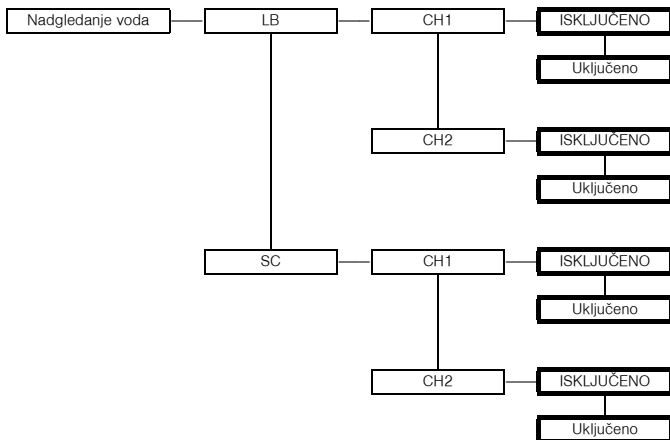 Nadgledanje voda
LB
CH1
ISKLJUČENO
Uključeno
CH2
ISKLJUČENO
Uključeno
SC
CH1
ISKLJUČENO
Uključeno
CH2
ISKLJUČENO
Uključeno